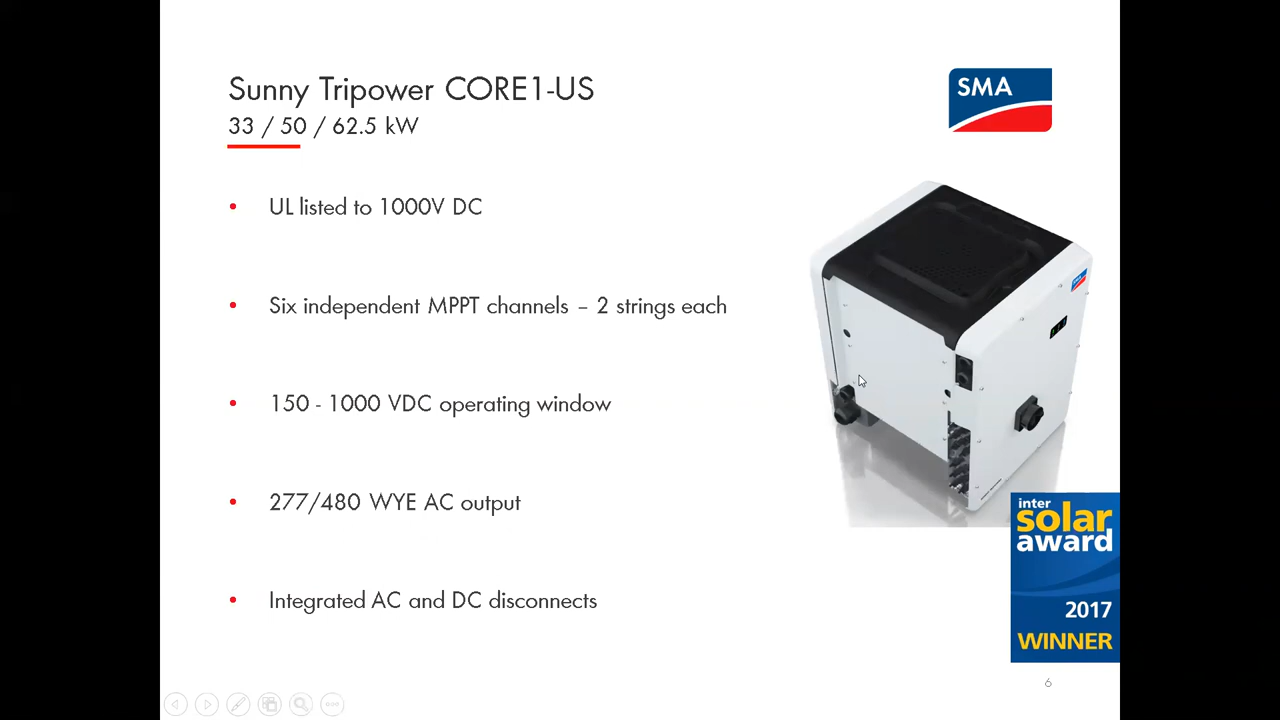 Sunny Tripower CORE1-US
33 / 50 / 62.5 kW
SMA
• UL listed to 1000V DC
• Six independent MPPT channels – 2 strings each
• 150 - 1000 VDC operating window
• 277/480 WYE AC output
• Integrated AC and DC disconnects
SMA
inter
solar
award
2017
WINNER
6